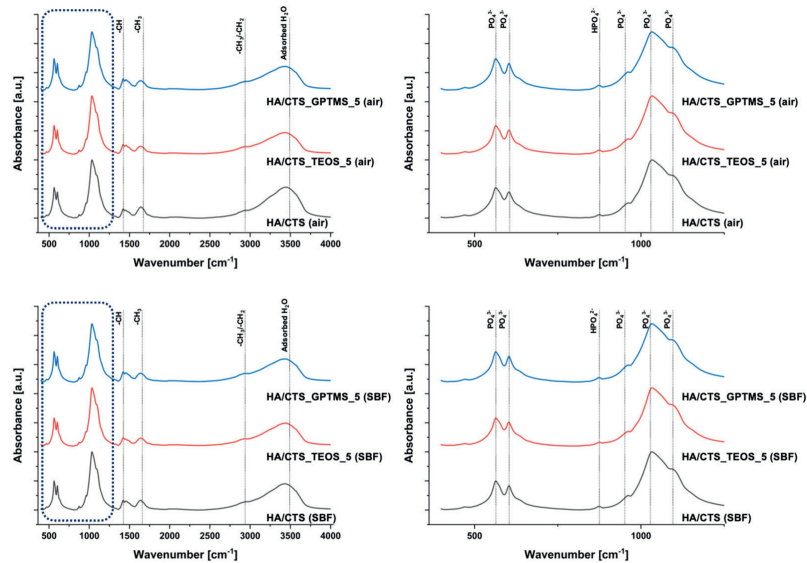 -CH
-CH₃
-CH₃/-CH₂
Adsorbed H₂O
Absorbance [a.u.]
HA/CTS_GPTMS_5 (air)
HA/CTS_TEOS_5 (air)
HA/CTS (air)
500 1000 1500 2000 2500 3000 3500 4000
Wavenumber [cm⁻¹]
PO₄³⁻
PO₄³⁻
HPO₄²⁻
PO₄³⁻
PO₄³⁻
PO₄³⁻
Absorbance [a.u.]
HA/CTS_GPTMS_5 (air)
HA/CTS_TEOS_5 (air)
HA/CTS (air)
500 1000
Wavenumber [cm⁻¹]
-CH
-CH₃
-CH₃/-CH₃
Adsorbed H₂O
Absorbance [a.u.]
HA/CTS_GPTMS_5 (SBF)
HA/CTS_TEOS_5 (SBF)
HA/CTS (SBF)
500 1000 1500 2000 2500 3000 3500 4000
Wavenumber [cm⁻¹]
PO₄³⁻
PO₄³⁻
HPO₄²⁻
PO₄³⁻
PO₄³⁻
PO₄³⁻
Absorbance [a.u.]
HA/CTS_GPTMS_5 (SBF)
HA/CTS_TEOS_5 (SBF)
HA/CTS (SBF)
500 1000
Wavenumber [cm⁻¹]